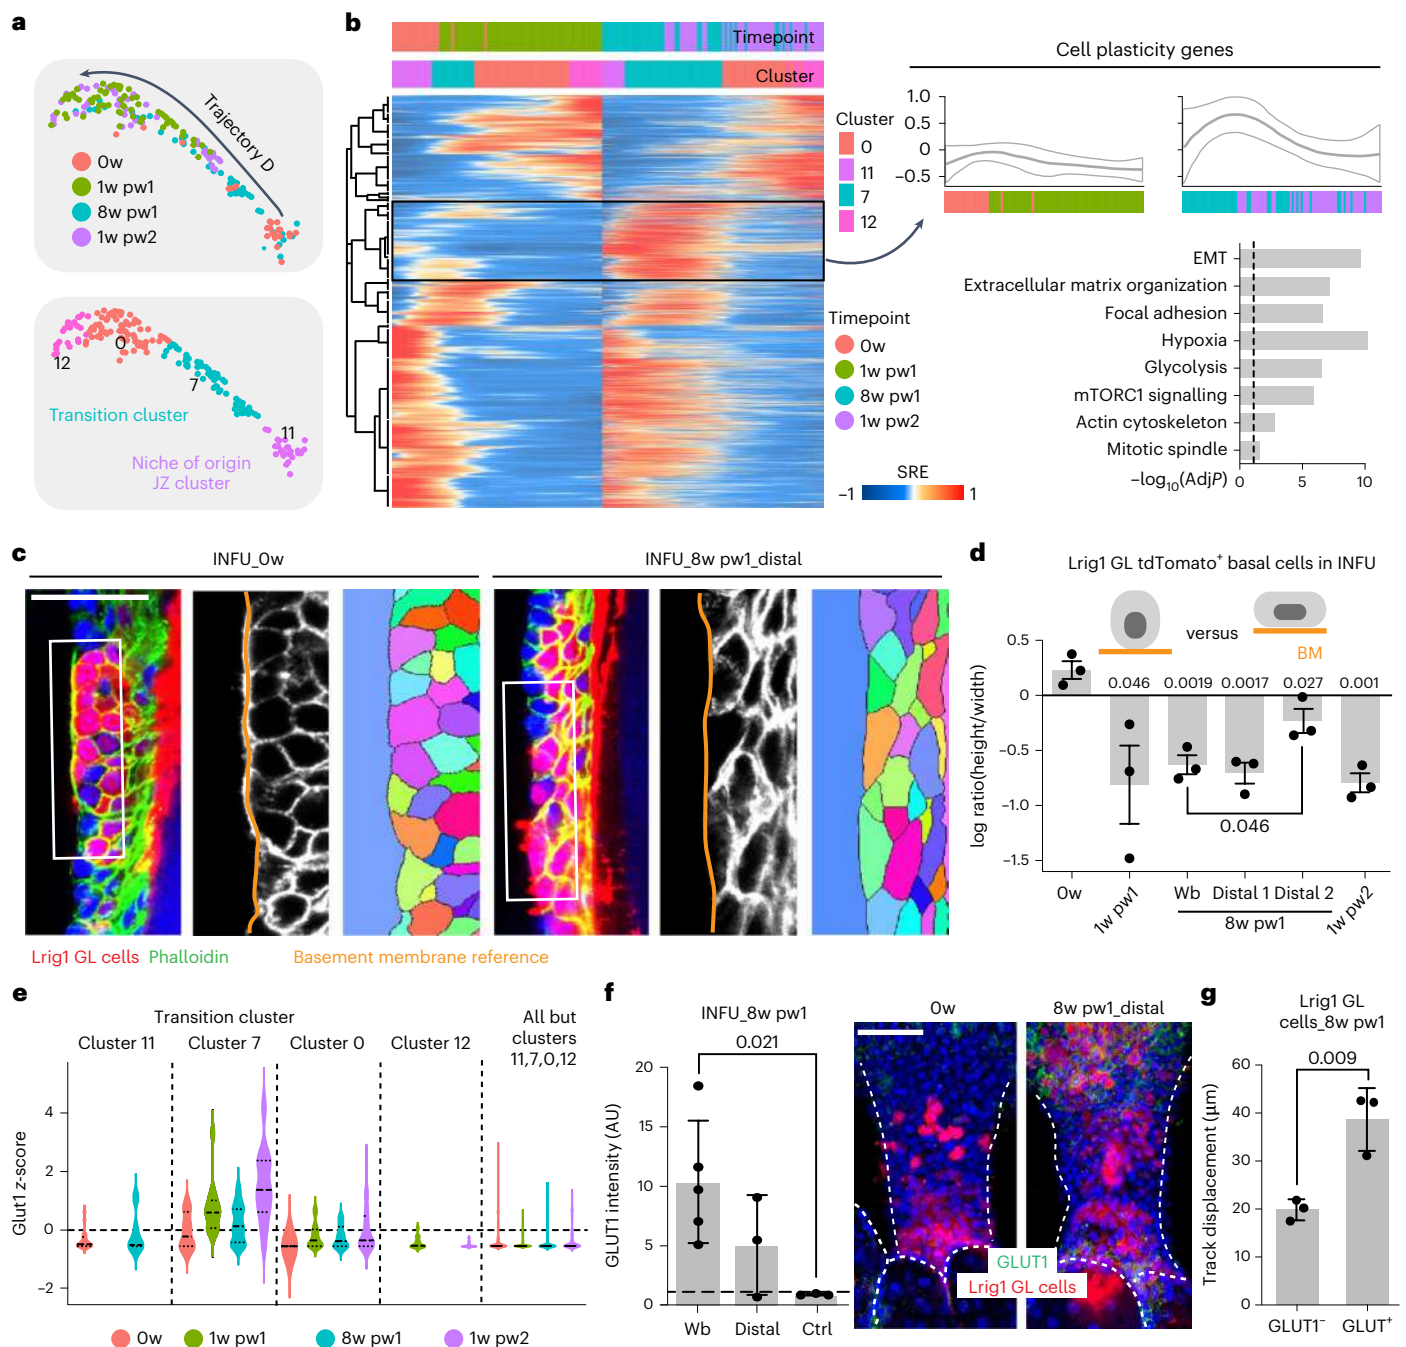 a
Trajectory D
0w
1w pw1
8w pw1
1w pw2
0
12
7
11
Transition cluster
Niche of origin
JZ cluster
b
Timepoint
Cluster
Cluster
0
11
7
12
Timepoint
0w
1w pw1
8w pw1
1w pw2
SRE
−1
1
Cell plasticity genes
1.0
0.5
0
−0.5
EMT
Extracellular matrix organization
Focal adhesion
Hypoxia
Glycolysis
mTORC1 signalling
Actin cytoskeleton
Mitotic spindle
−log10(AdjP)
0 5 10
c
INFU_0w
INFU_8w pw1_distal
Lrig1 GL cells Phalloidin
Basement membrane reference
d
Lrig1 GL tdTomato+ basal cells in INFU
versus
BM
log ratio(height/width)
0.5
0
−0.5
−1.0
−1.5
0.046 0.0019 0.0017 0.027 0.001
0.046
0w
1w pw1
Wb Distal 1 Distal 2
8w pw1
1w pw2
e
Transition cluster
Cluster 11
Cluster 7
Cluster 0
Cluster 12
All but
clusters
11,7,0,12
Glut1 z-score
4
2
0
−2
0w
1w pw1
8w pw1
1w pw2
f
INFU_8w pw1
0.021
GLUT1 intensity (AU)
20
15
10
5
0
Wb Distal Ctrl
0w
8w pw1_distal
GLUT1
Lrig1 GL cells
g
Lrig1 GL
cells_8w pw1
0.009
Track displacement (μm)
60
40
30
20
10
0
GLUT1− GLUT+